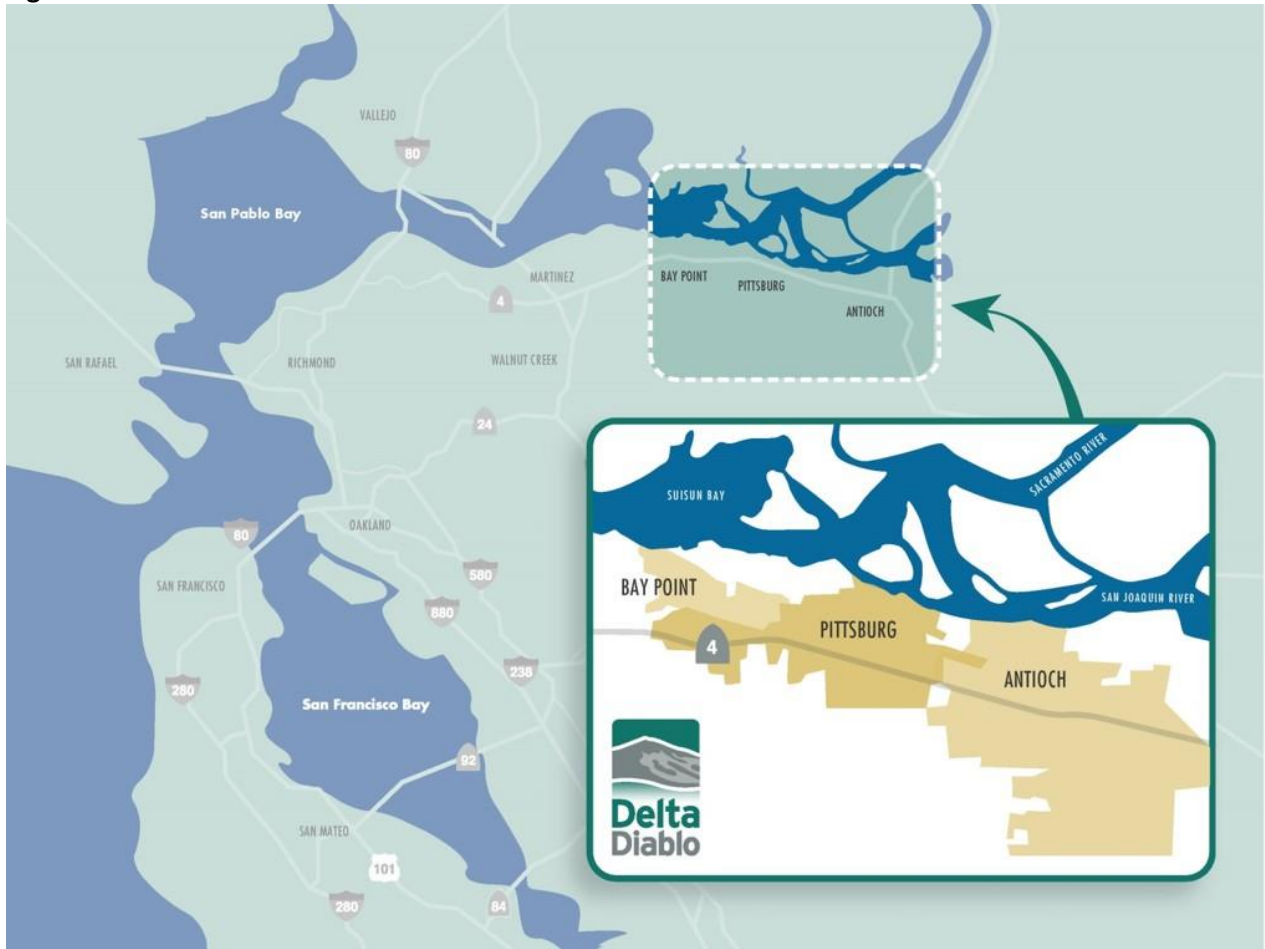 VALLEJO
80
San Pablo Bay
MARTINEZ
4
BAY POINT
PITTSBURG
ANTIOCH
SAN RAFAEL
RICHMOND
WALNUT CREEK
24
SACRAMENTO RIVER
SUISUN BAY
OAKLAND
80
SAN FRANCISCO
580
880
BAY POINT
SAN JOAQUIN RIVER
PITTSBURG
4
ANTIOCH
238
280
San Francisco Bay
92
Delta
Diablo
SAN MATEO
101
280
84